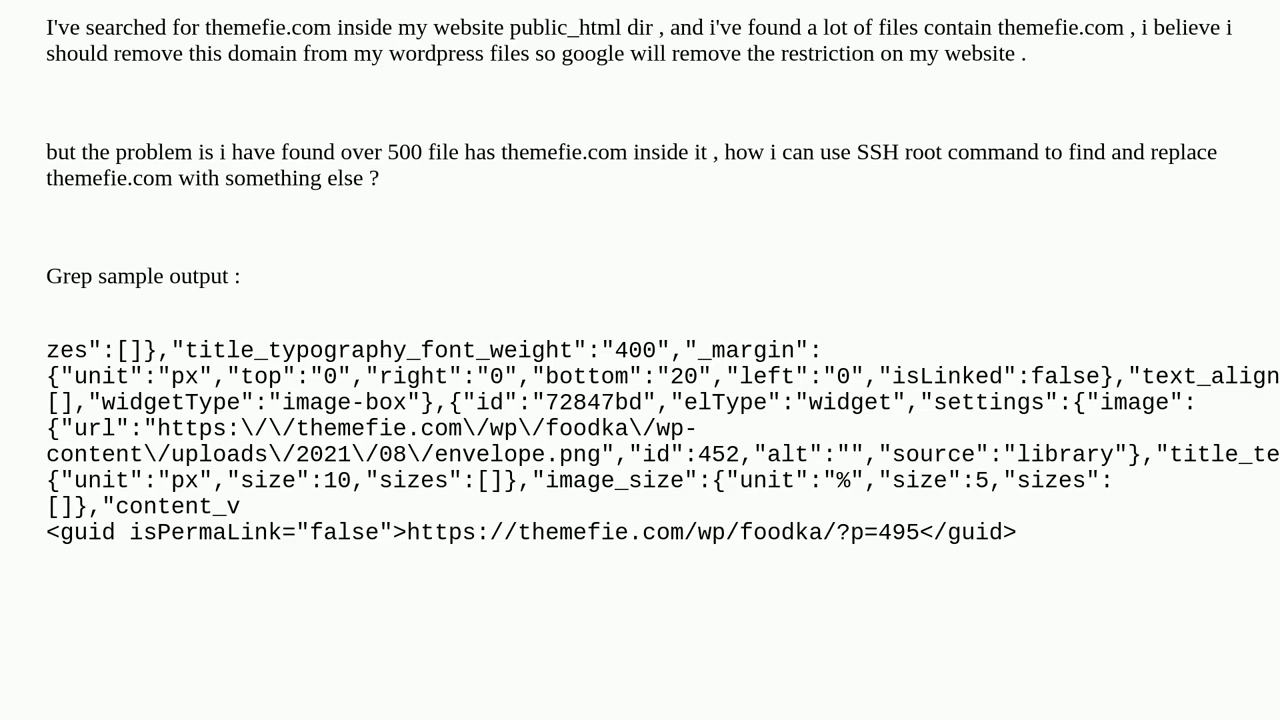 I've searched for themefie.com inside my website public_html dir , and i've found a lot of files contain themefie.com , i believe i
should remove this domain from my wordpress files so google will remove the restriction on my website .
but the problem is i have found over 500 file has themefie.com inside it , how i can use SSH root command to find and replace
themefie.com with something else ?
Grep sample output :
zes":[]},"title_typography_font_weight":"400","_margin":
{"unit":"px","top":"0","right":"0","bottom":"20","left":"0","isLinked":false},"text_align
[],"widgetType":"image-box"},{"id":"72847bd","elType":"widget","settings":{"image":
{"url":"https:\/\/themefie.com\/wp\/foodka\/wp-
content\/uploads\/2021\/08\/envelope.png","id":452,"alt":"","source":"library"},"title_te
{"unit":"px","size":10,"sizes":[]},"image_size":{"unit":"%","size":5,"sizes":
[]},"content_v
<guid isPermaLink="false">https://themefie.com/wp/foodka/?p=495</guid>